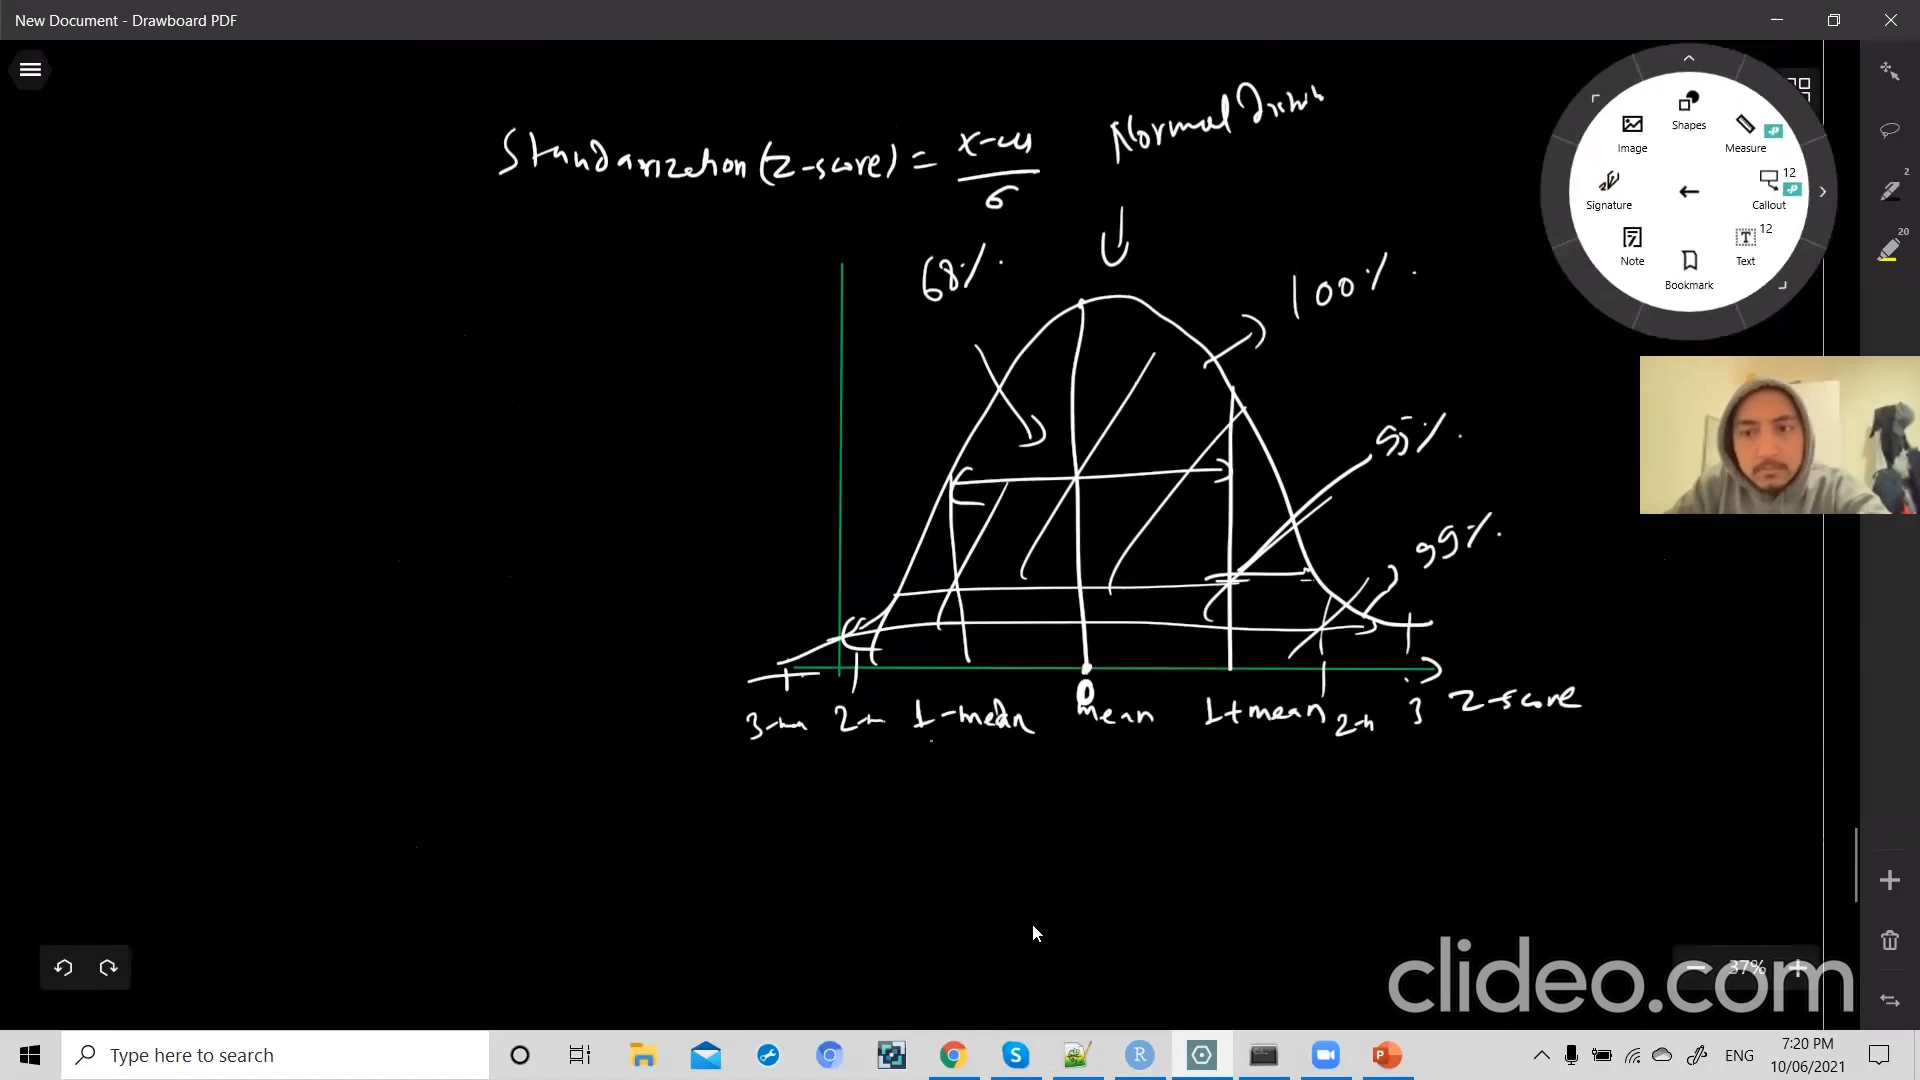 New Document - Drawboard PDF
Standarization (z-score) = x-μ
σ
Normal
68%.
100%.
95%.
99%.
0
3-m 2-m 1-mean mean 1+mean 2-m 3 z-score
Shapes
Image
Measure
Signature
12
Callout
Note
12
Text
Bookmark
2
20
37%
clideo.com
Type here to search
ENG
7:20 PM
10/06/2021